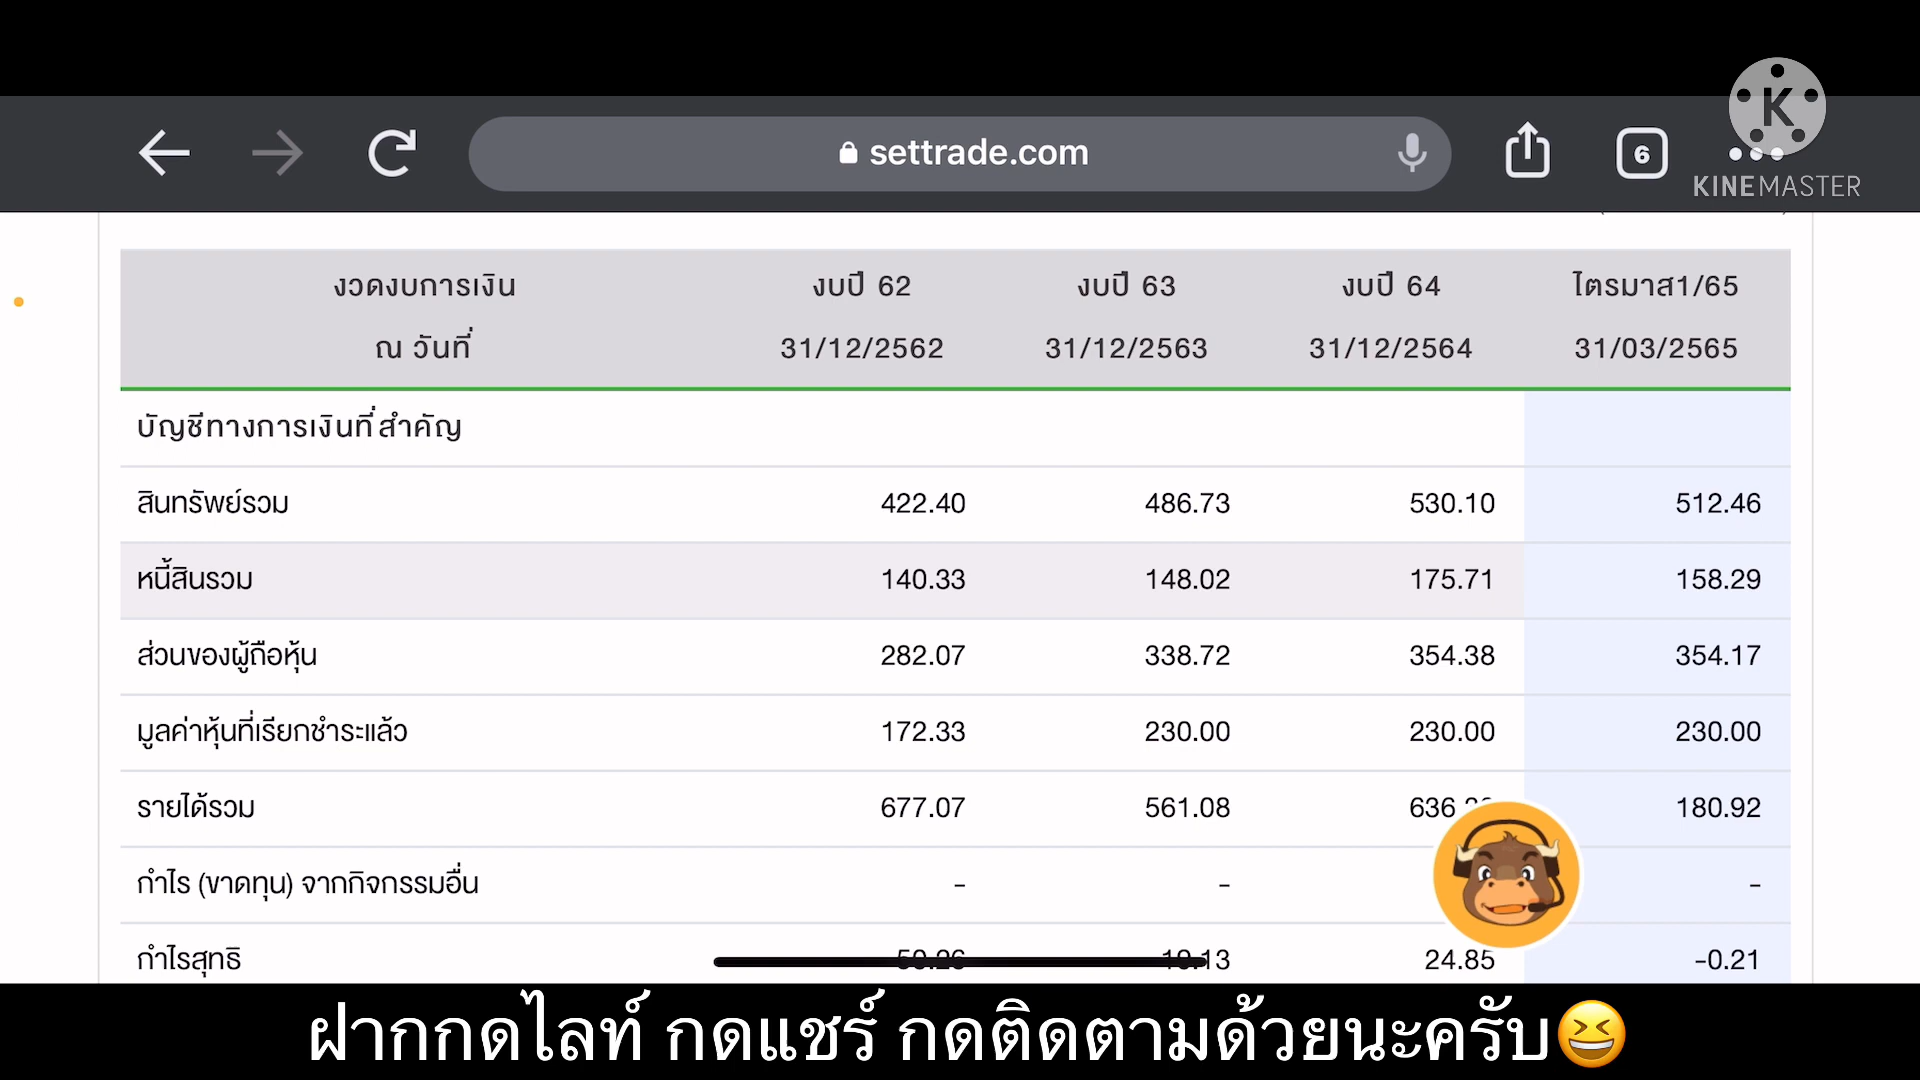 settrade.com
6
K
KINEMASTER
งวดงบการเงิน งบปี 62 งบปี 63 งบปี 64 ไตรมาส1/65
ณ วันที่ 31/12/2562 31/12/2563 31/12/2564 31/03/2565
บัญชีทางการเงินที่สำคัญ
สินทรัพย์รวม 422.40 486.73 530.10 512.46
หนี้สินรวม 140.33 148.02 175.71 158.29
ส่วนของผู้ถือหุ้น 282.07 338.72 354.38 354.17
มูลค่าหุ้นที่เรียกชำระแล้ว 172.33 230.00 230.00 230.00
รายได้รวม 677.07 561.08 180.92
กำไร (ขาดทุน) จากกิจกรรมอื่น - - -
กำไรสุทธิ 24.85 -0.21
ฝากกดไลท์ กดแชร์ กดติดตามด้วยนะครับ😆